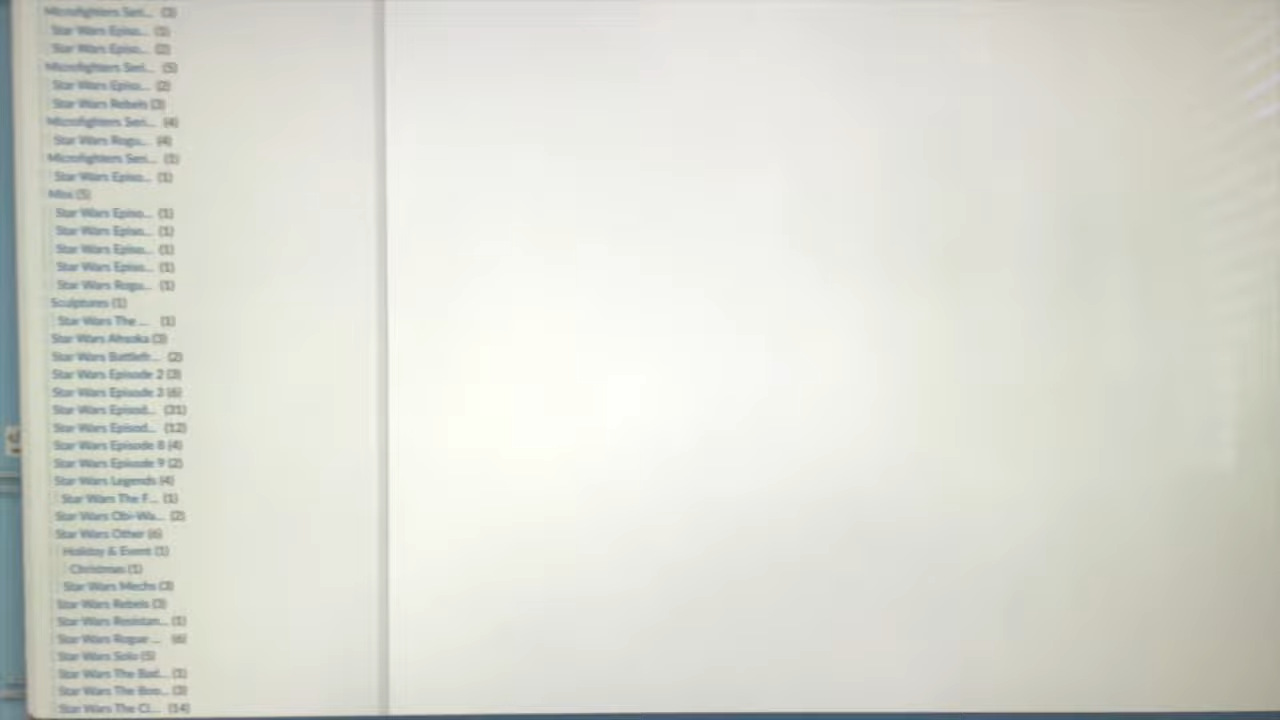 Microfighters Seri... (3)
Star Wars Episo... (1)
Star Wars Episo... (2)
Microfighters Seri... (5)
Star Wars Episo... (2)
Star Wars Rebels (3)
Microfighters Seri... (4)
Star Wars Rogu... (4)
Microfighters Seri... (1)
Star Wars Episo... (1)
Mini (5)
Star Wars Episo... (1)
Star Wars Episo... (1)
Star Wars Episo... (1)
Star Wars Episo... (1)
Star Wars Rogu... (1)
Sculptures (1)
Star Wars The ... (1)
Star Wars Ahsoka (3)
Star Wars Battlefr... (2)
Star Wars Episode 2 (3)
Star Wars Episode 3 (6)
Star Wars Episod... (31)
Star Wars Episod... (12)
Star Wars Episode 8 (4)
Star Wars Episode 9 (2)
Star Wars Legends (4)
Star Wars The F... (1)
Star Wars Obi-Wa... (2)
Star Wars Other (6)
Holiday & Event (1)
Christmas (1)
Star Wars Mechs (3)
Star Wars Rebels (3)
Star Wars Resistan... (1)
Star Wars Rogue ... (6)
Star Wars Solo (5)
Star Wars The Bad... (1)
Star Wars The Boo... (3)
Star Wars The Cl... (14)